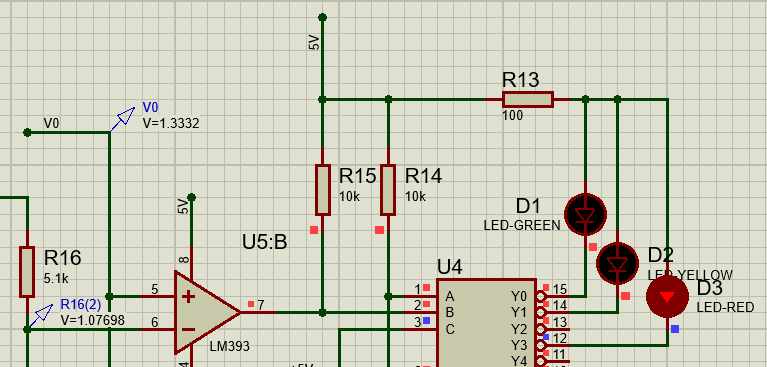 5V
R13
100
V0
V=1.3332
V0
R15
10k
R14
10k
5V
D1
LED-GREEN
U5:B
D2
LED-YELLOW
R16
5.1k
8
U4
D3
LED-RED
R16(2)
V=1.07698
5
+
7
6
−
LM393
4
+5V
1
A
2
B
3
C
Y0
15
Y1
14
Y2
13
Y3
12
Y4
11